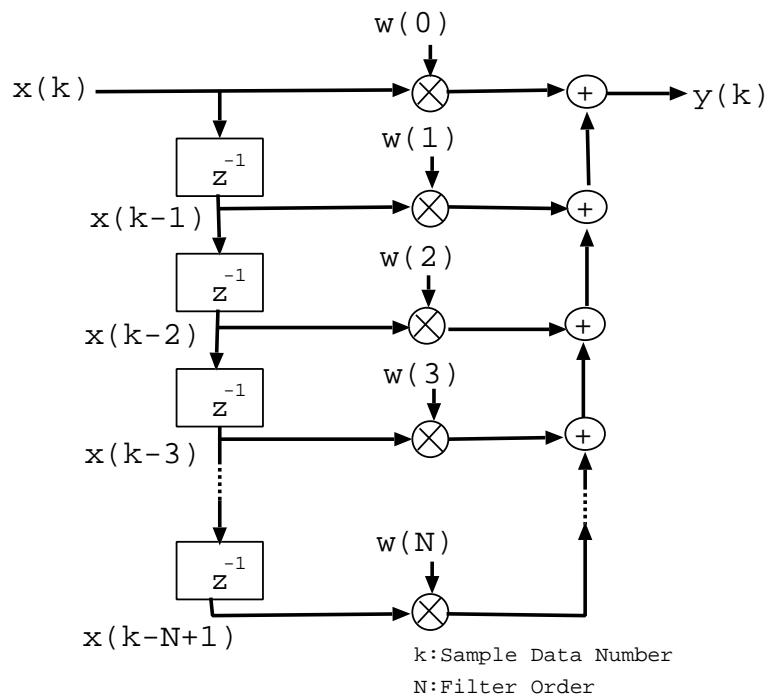 w(0)
x(k)
+
y(k)
w(1)
z-1
x(k-1)
+
w(2)
z-1
x(k-2)
+
w(3)
z-1
x(k-3)
+
w(N)
z-1
x(k-N+1)
k:Sample Data Number
N:Filter Order